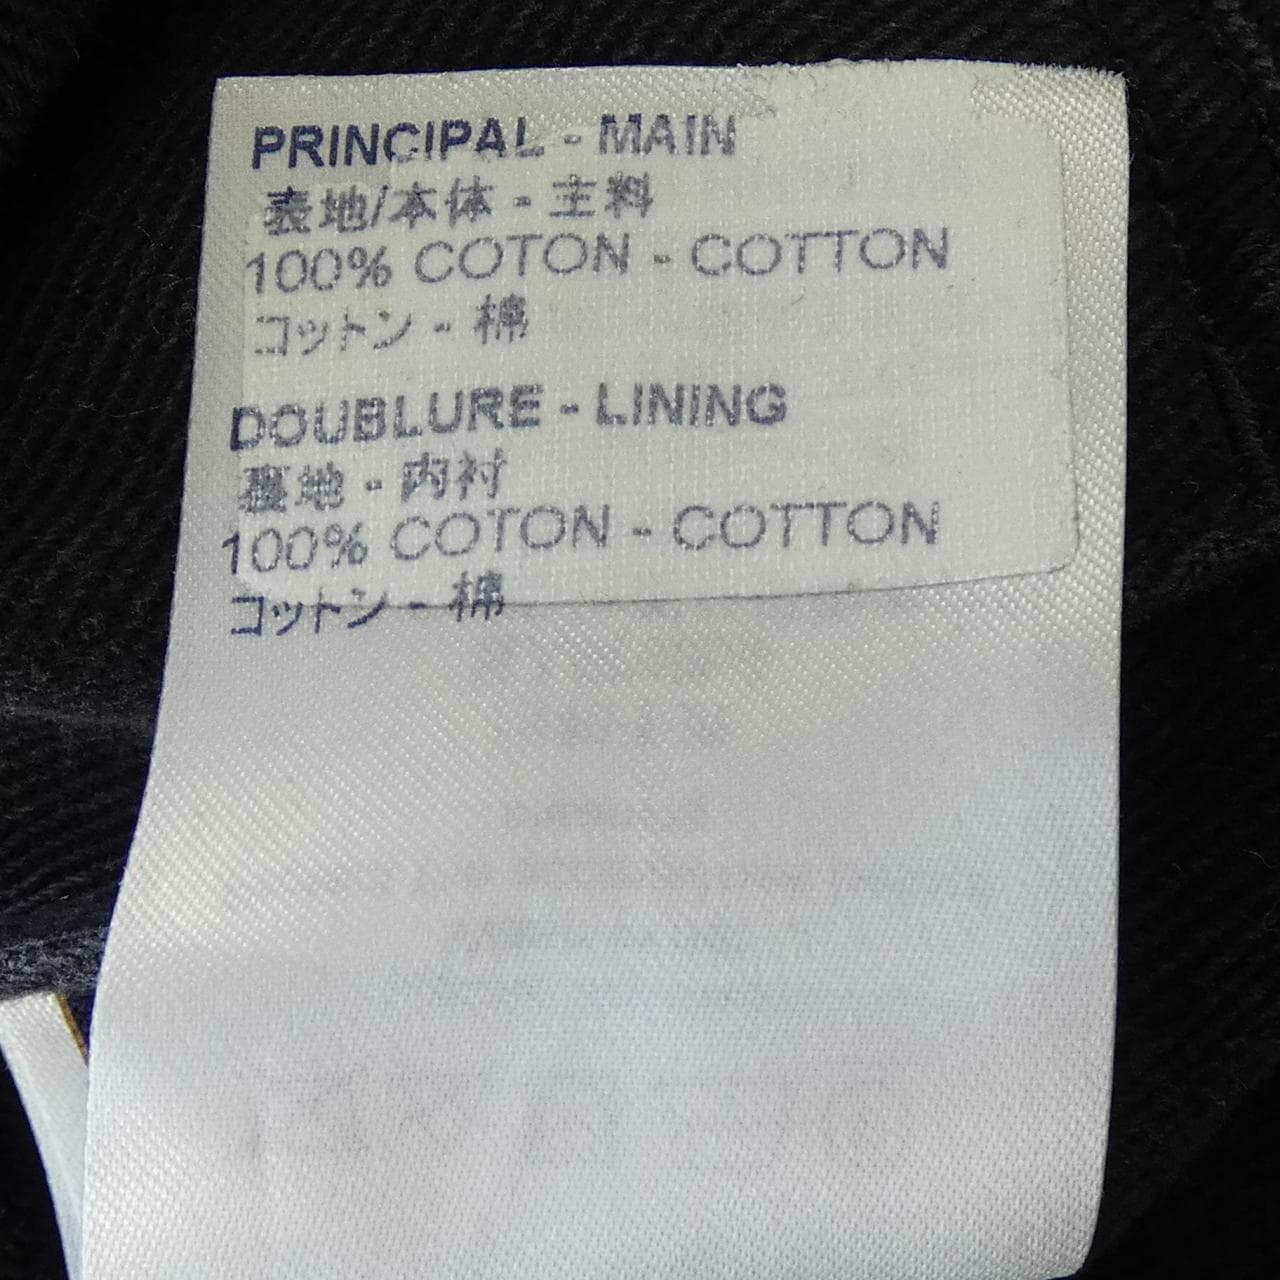 PRINCIPAL - MAIN
表地/本体 - 主料
100% COTON - COTTON
コットン - 棉
DOUBLURE - LINING
裏地 - 内衬
100% COTON - COTTON
コットン - 棉